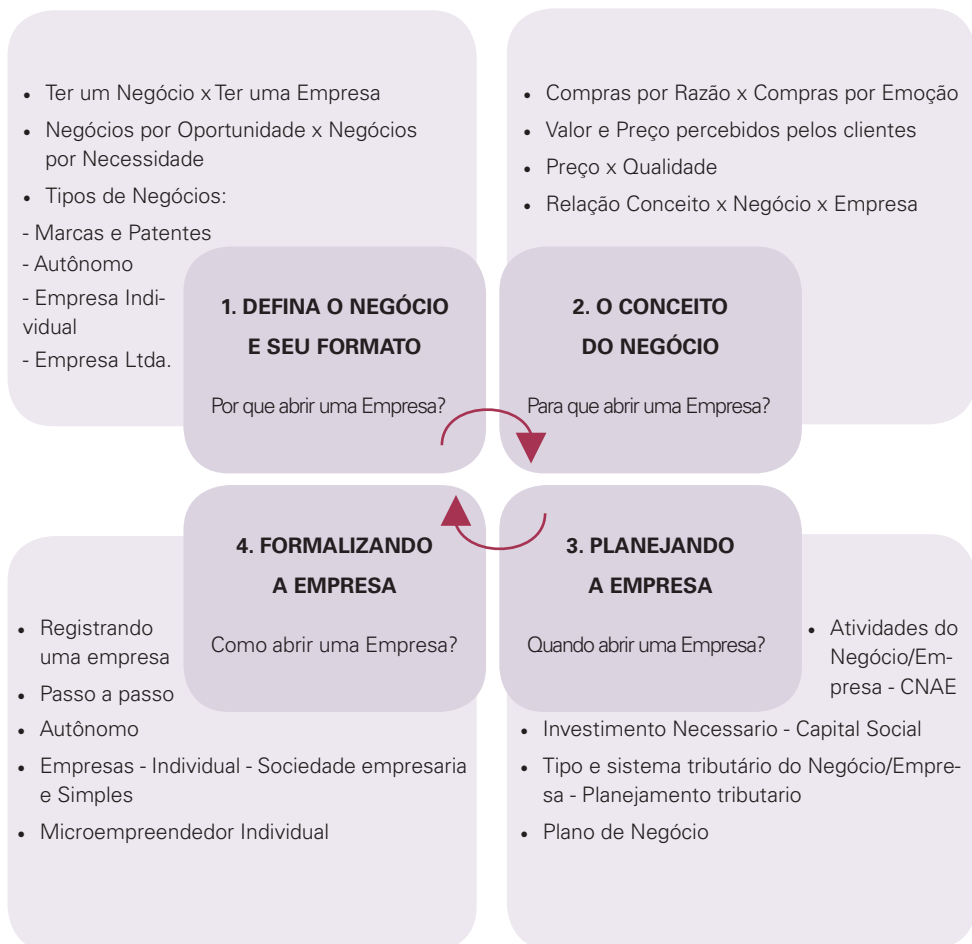 • Ter um Negócio x Ter uma Empresa
• Negócios por Oportunidade x Negócios
por Necessidade
• Tipos de Negócios:
- Marcas e Patentes
- Autônomo
- Empresa Indi-
vidual
- Empresa Ltda.
1. DEFINA O NEGÓCIO
E SEU FORMATO
Por que abrir uma Empresa?
• Compras por Razão x Compras por Emoção
• Valor e Preço percebidos pelos clientes
• Preço x Qualidade
• Relação Conceito x Negócio x Empresa
2. O CONCEITO
DO NEGÓCIO
Para que abrir uma Empresa?
3. PLANEJANDO
A EMPRESA
Quando abrir uma Empresa?
• Atividades do
Negócio/Em-
presa - CNAE
• Investimento Necessario - Capital Social
• Tipo e sistema tributário do Negócio/Empre-
sa - Planejamento tributario
• Plano de Negócio
4. FORMALIZANDO
A EMPRESA
Como abrir uma Empresa?
• Registrando
uma empresa
• Passo a passo
• Autônomo
• Empresas - Individual - Sociedade empresaria
e Simples
• Microempreendedor Individual